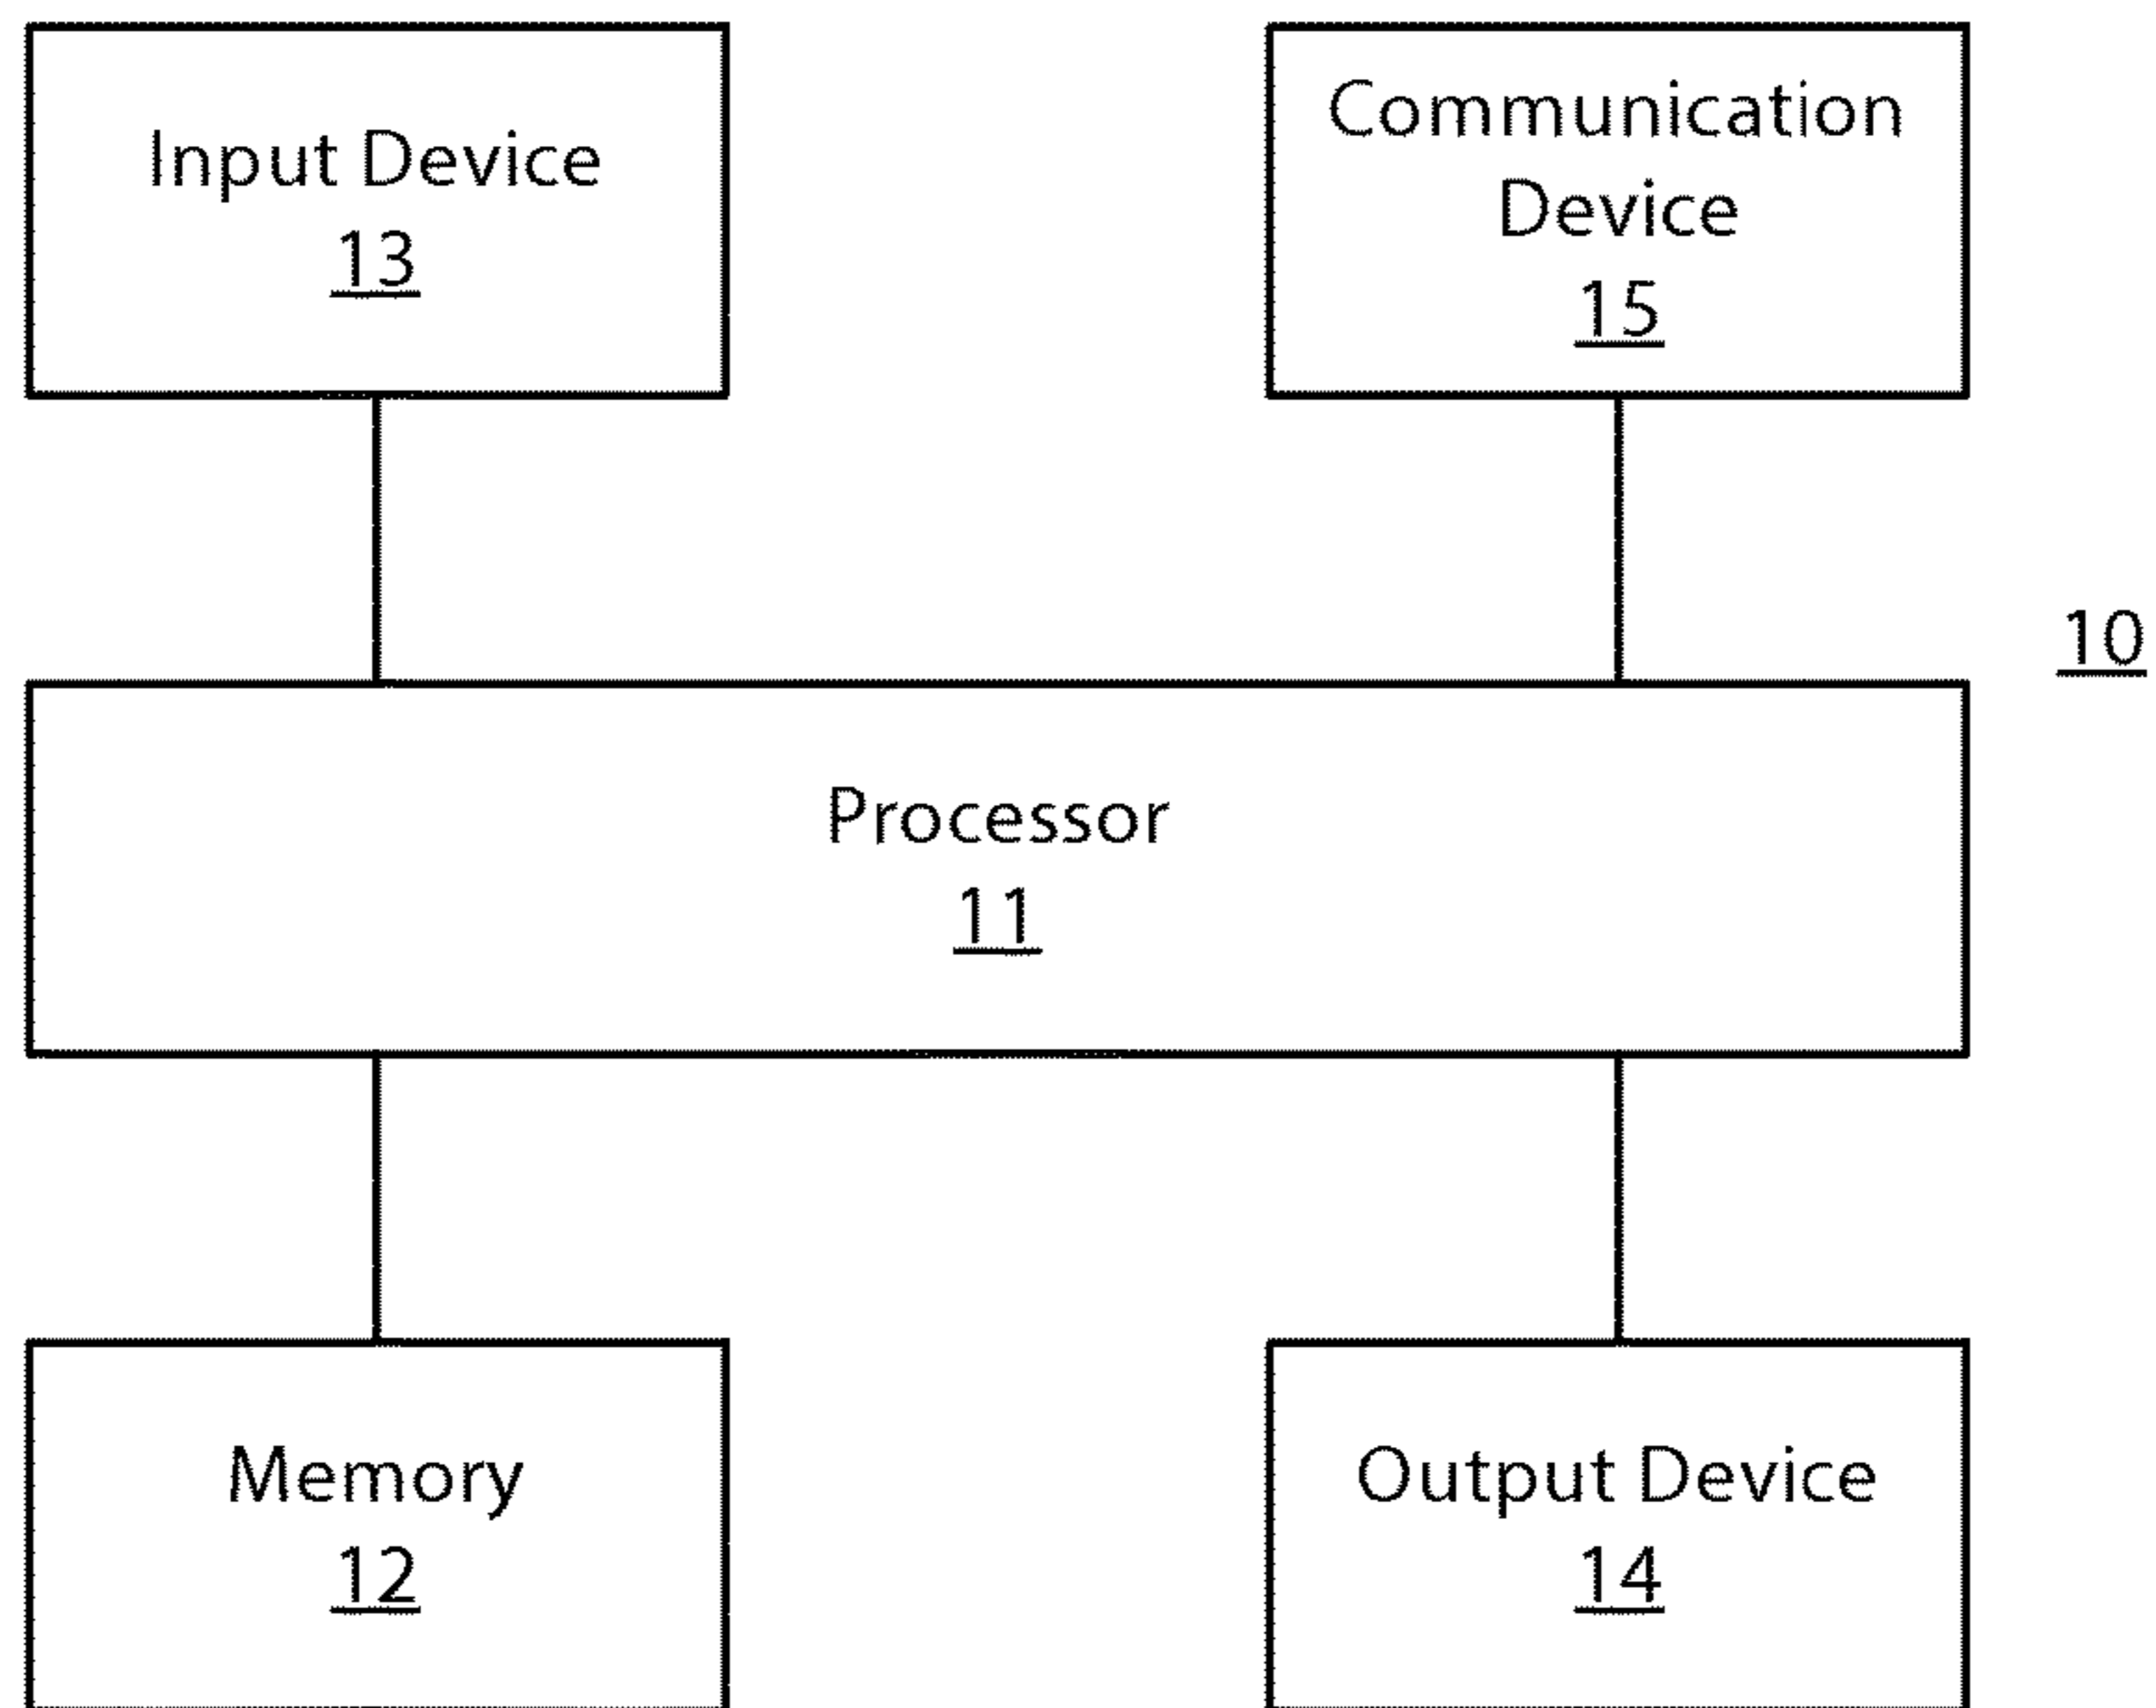 Input Device
13
Communication
Device
15
10
Processor
11
Memory
12
Output Device
14